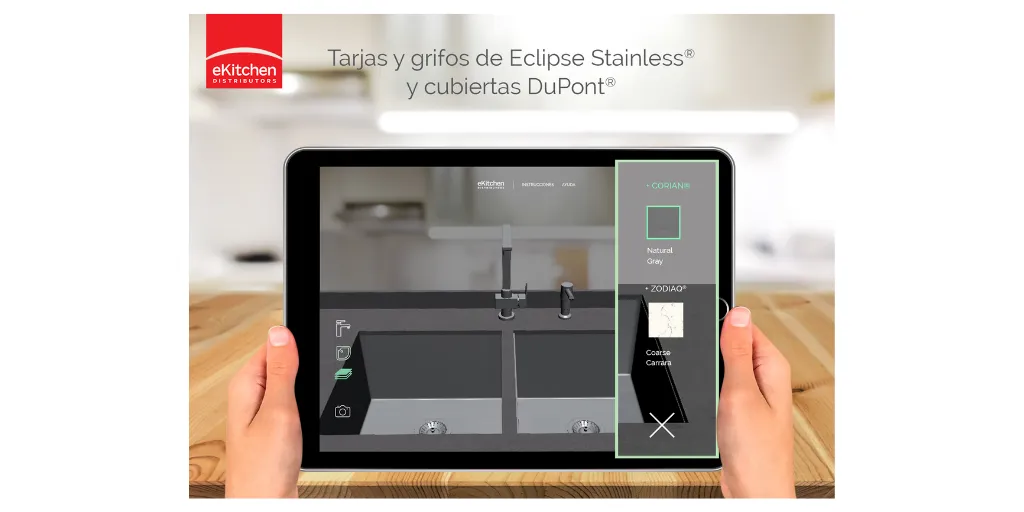 eKitchen
DISTRIBUTORS
Tarjas y grifos de Eclipse Stainless®
y cubiertas DuPont®
eKitchen
DISTRIBUTORS
INSTRUCCIONES AYUDA
+ CORIAN®
Natural
Gray
+ ZODIAQ®
Coarse
Carrara